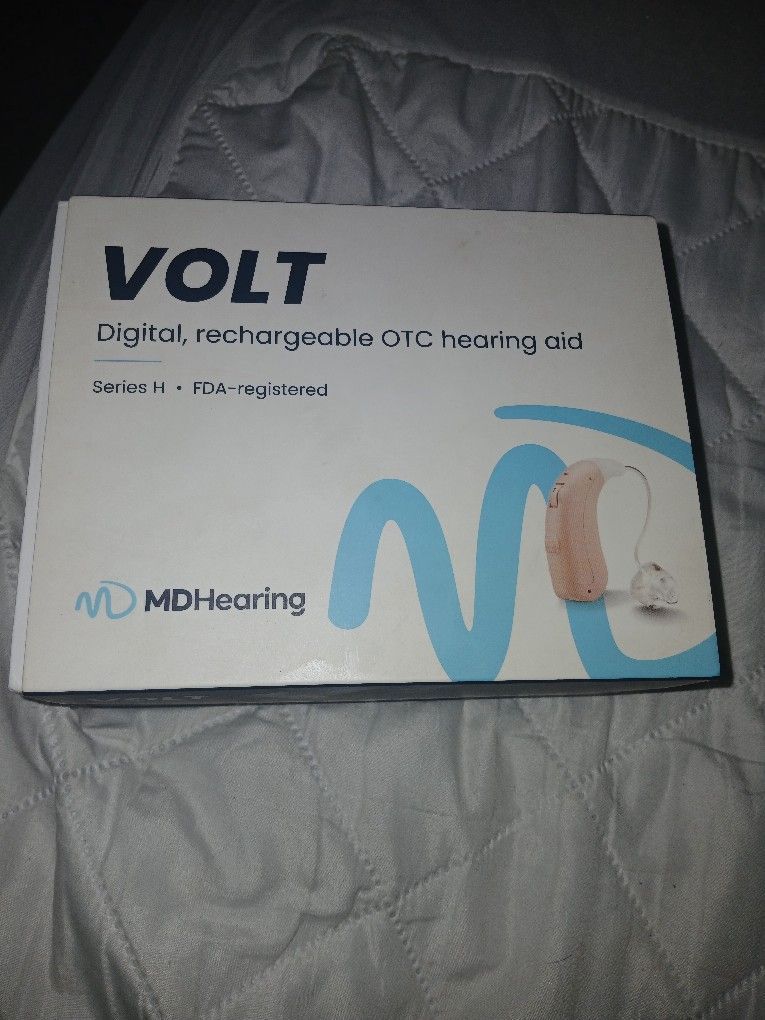 VOLT
Digital, rechargeable OTC hearing aid
Series H • FDA-registered
MDHearing